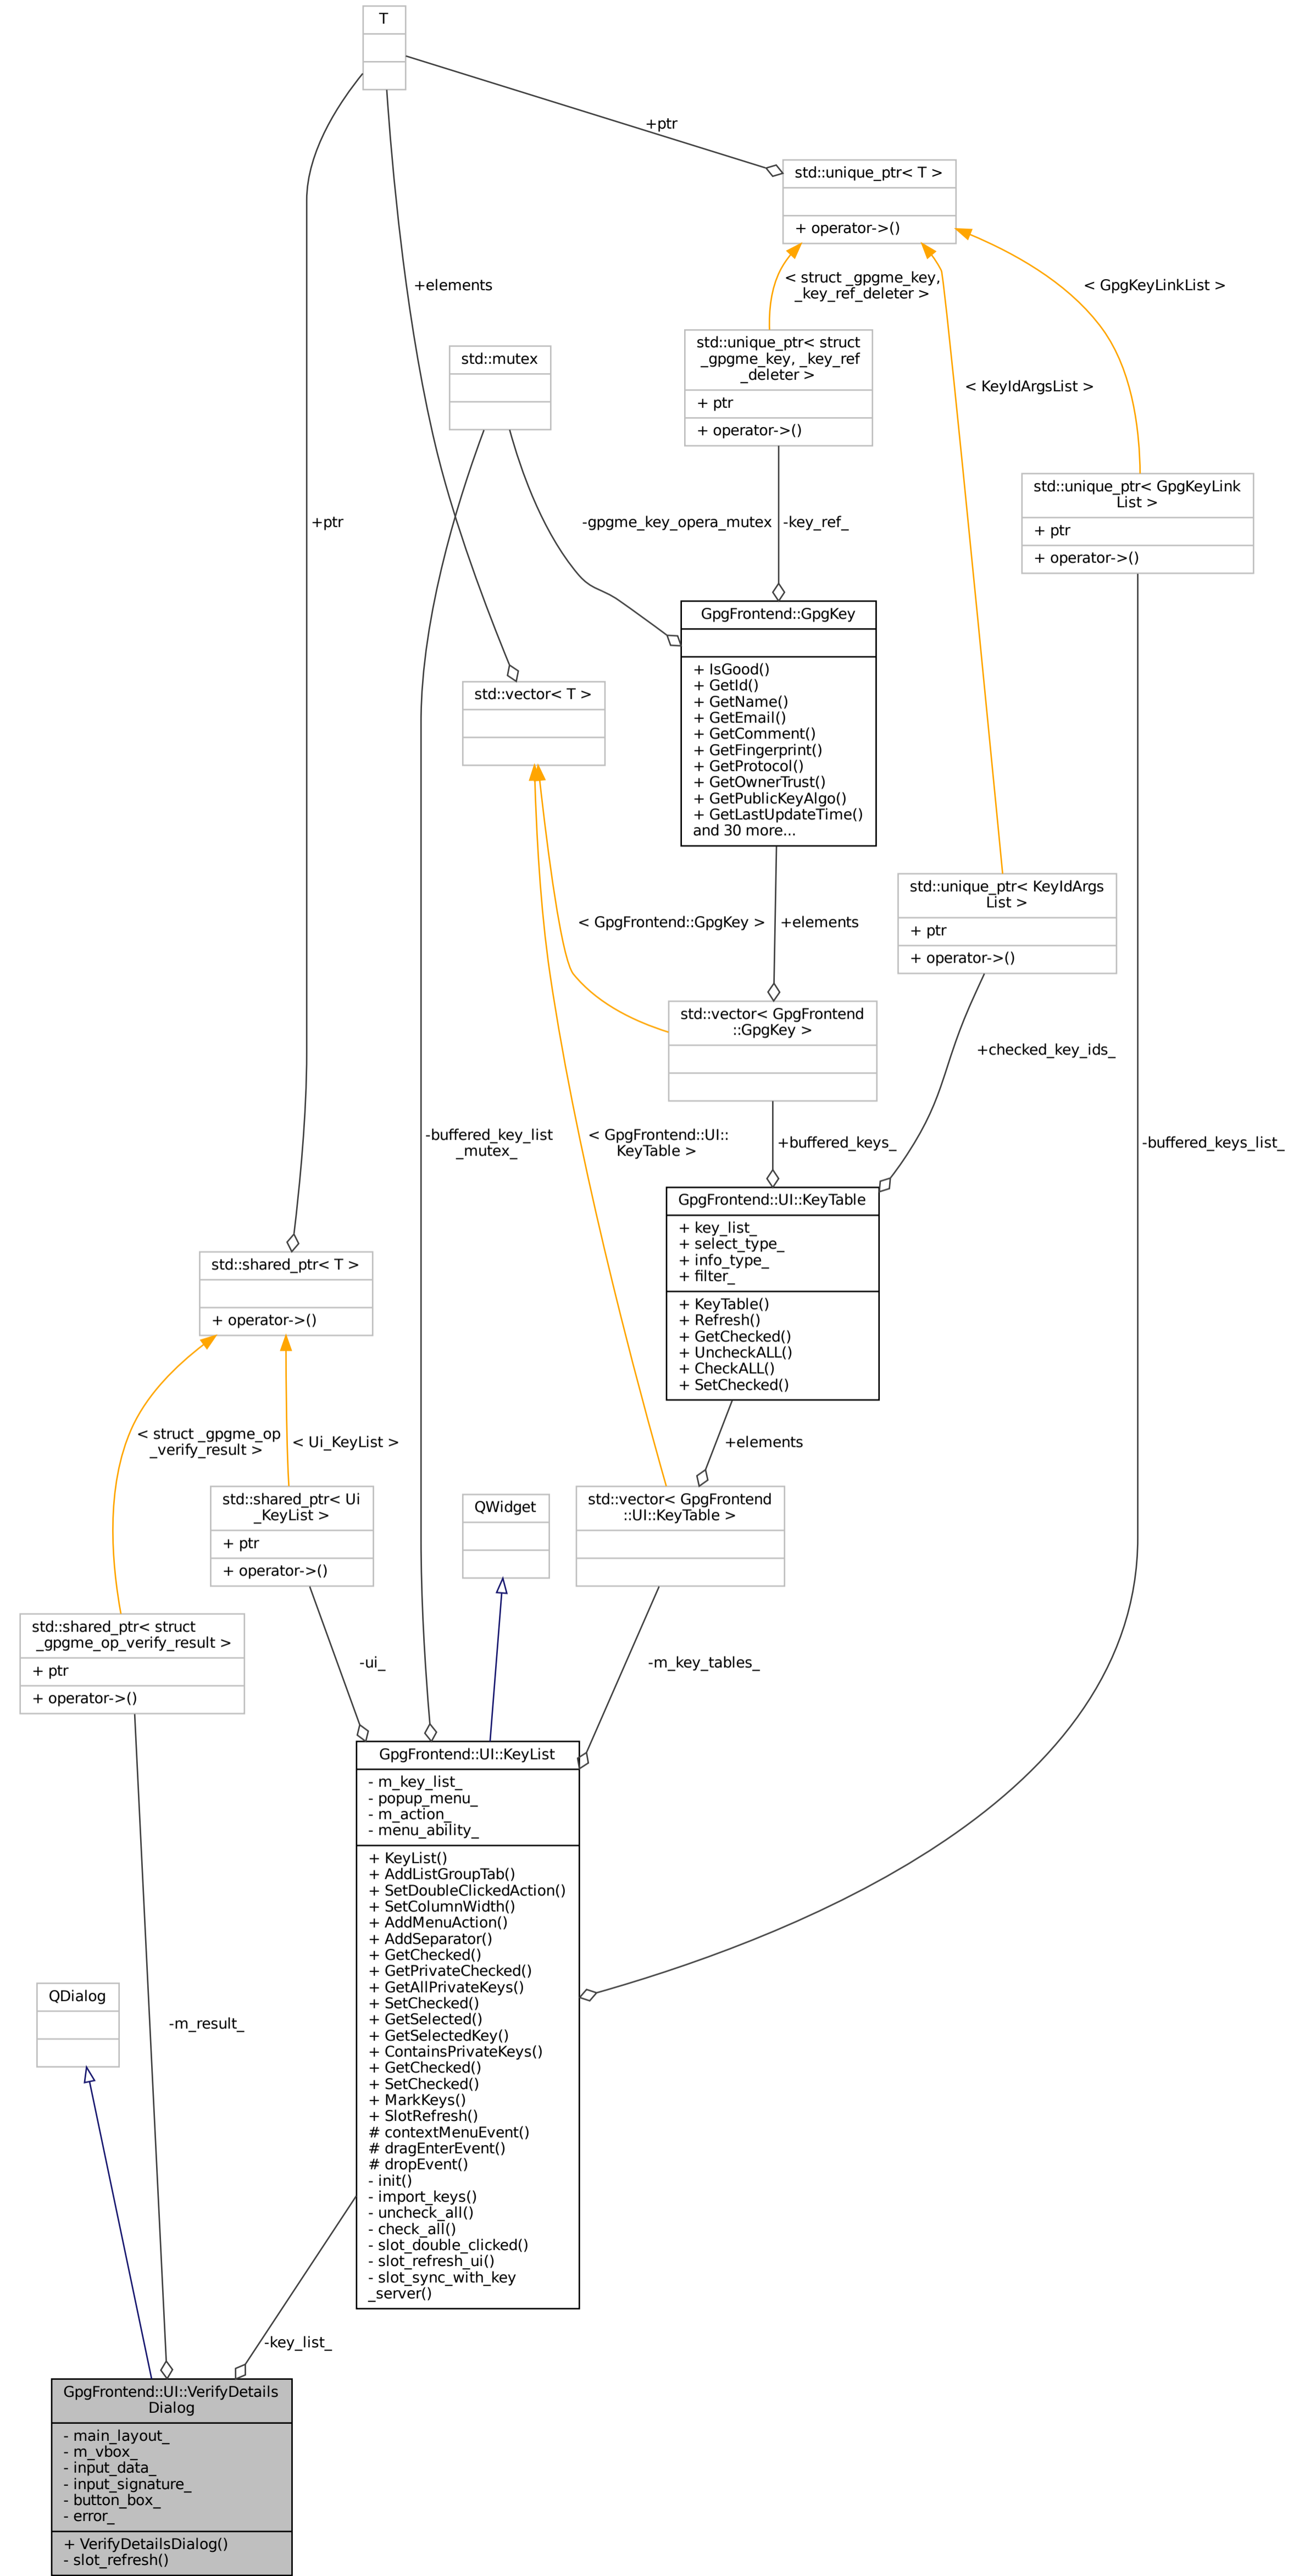 T
+ptr
std::unique_ptr< T >
+ operator->()
+elements
< struct _gpgme_key,
_key_ref_deleter >
< GpgKeyLinkList >
std::mutex
std::unique_ptr< struct
_gpgme_key, _key_ref
_deleter >
+ ptr
+ operator->()
< KeyIdArgsList >
std::unique_ptr< GpgKeyLink
List >
+ ptr
+ operator->()
+ptr
-gpgme_key_opera_mutex
-key_ref_
GpgFrontend::GpgKey
+ IsGood()
+ GetId()
+ GetName()
+ GetEmail()
+ GetComment()
+ GetFingerprint()
+ GetProtocol()
+ GetOwnerTrust()
+ GetPublicKeyAlgo()
+ GetLastUpdateTime()
and 30 more...
std::vector< T >
std::unique_ptr< KeyIdArgs
List >
+ ptr
+ operator->()
< GpgFrontend::GpgKey >
+elements
std::vector< GpgFrontend
::GpgKey >
+checked_key_ids_
-buffered_key_list
_mutex_
< GpgFrontend::UI::
KeyTable >
+buffered_keys_
-buffered_keys_list_
GpgFrontend::UI::KeyTable
+ key_list_
+ select_type_
+ info_type_
+ filter_
+ KeyTable()
+ Refresh()
+ GetChecked()
+ UncheckALL()
+ CheckALL()
+ SetChecked()
std::shared_ptr< T >
+ operator->()
< struct _gpgme_op
_verify_result >
< Ui_KeyList >
+elements
std::shared_ptr< Ui
_KeyList >
+ ptr
+ operator->()
QWidget
std::vector< GpgFrontend
::UI::KeyTable >
std::shared_ptr< struct
_gpgme_op_verify_result >
+ ptr
+ operator->()
-ui_
-m_key_tables_
GpgFrontend::UI::KeyList
- m_key_list_
- popup_menu_
- m_action_
- menu_ability_
+ KeyList()
+ AddListGroupTab()
+ SetDoubleClickedAction()
+ SetColumnWidth()
+ AddMenuAction()
+ AddSeparator()
+ GetChecked()
+ GetPrivateChecked()
+ GetAllPrivateKeys()
+ SetChecked()
+ GetSelected()
+ GetSelectedKey()
+ ContainsPrivateKeys()
+ GetChecked()
+ SetChecked()
+ MarkKeys()
+ SlotRefresh()
# contextMenuEvent()
# dragEnterEvent()
# dropEvent()
- init()
- import_keys()
- uncheck_all()
- check_all()
- slot_double_clicked()
- slot_refresh_ui()
- slot_sync_with_key
_server()
QDialog
-m_result_
-key_list_
GpgFrontend::UI::VerifyDetails
Dialog
- main_layout_
- m_vbox_
- input_data_
- input_signature_
- button_box_
- error_
+ VerifyDetailsDialog()
- slot_refresh()